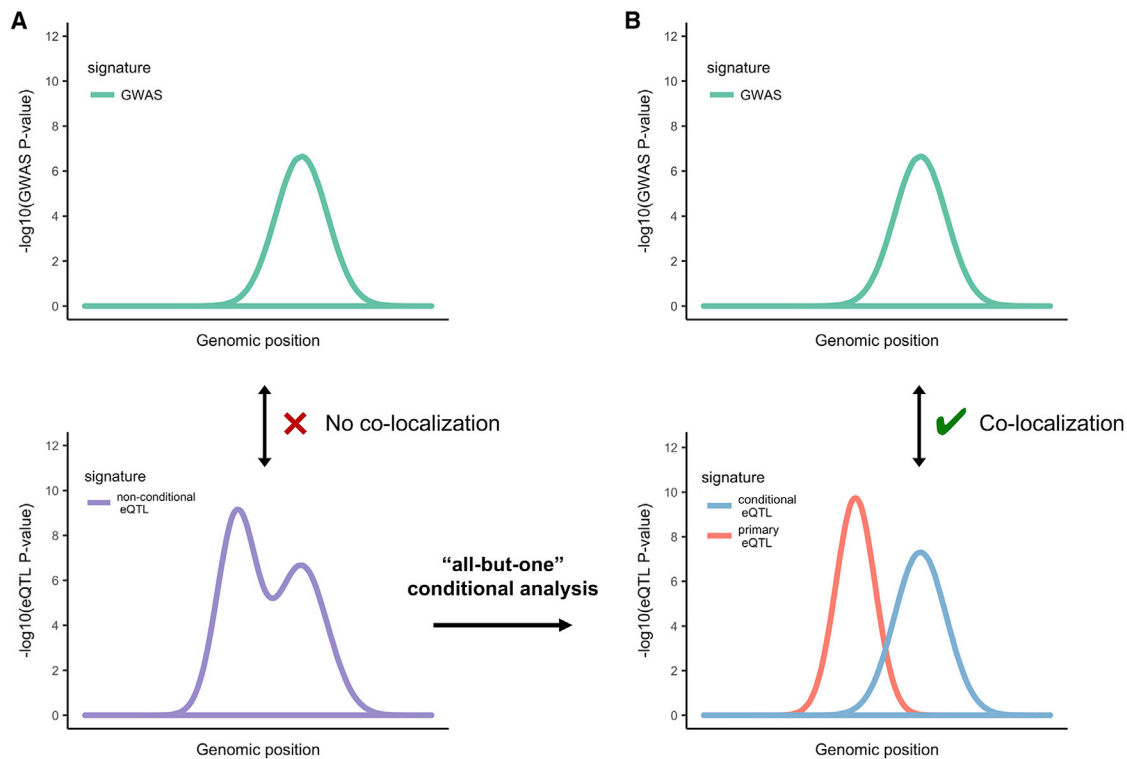 A
12
10
8
6
4
2
0
-log10(GWAS P-value)
signature
GWAS
Genomic position
B
12
10
8
6
4
2
0
-log10(GWAS P-value)
signature
GWAS
Genomic position
No co-localization
Co-localization
12
10
8
6
4
2
0
-log10(eQTL P-value)
signature
non-conditional
eQTL
Genomic position
“all-but-one”
conditional analysis
12
10
8
6
4
2
0
-log10(eQTL P-value)
signature
conditional
eQTL
primary
eQTL
Genomic position